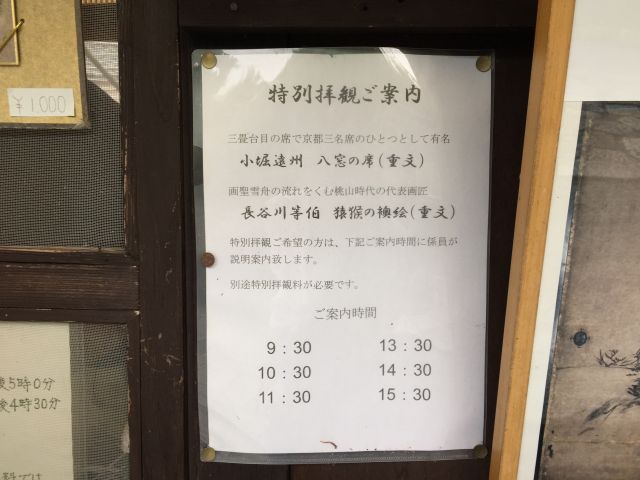 ¥1,000
特別拝観ご案内
三畳台目の席で京都三名席のひとつとして有名
小堀遠州 八窓の席(重文)
画聖雪舟の流れをくむ桃山時代の代表画匠
長谷川等伯 猿猴の襖絵(重文)
特別拝観ご希望の方は、下記ご案内時間に係員が
説明案内致します。
別途特別拝観料が必要です。
ご案内時間
9:30 13:30
10:30 14:30
11:30 15:30
後5時0分
後4時30分